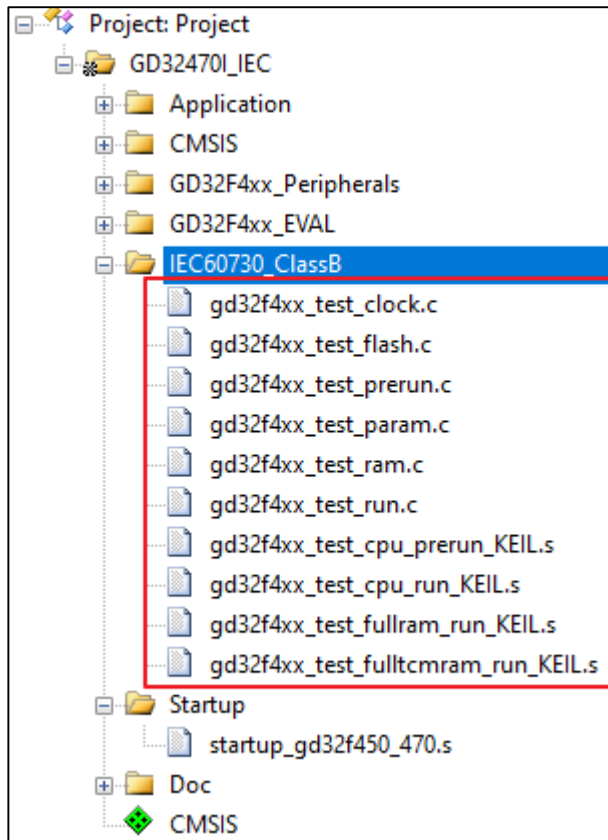 Project: Project
GD32470I_IEC
Application
CMSIS
GD32F4xx_Peripherals
GD32F4xx_EVAL
IEC60730_ClassB
gd32f4xx_test_clock.c
gd32f4xx_test_flash.c
gd32f4xx_test_prerun.c
gd32f4xx_test_param.c
gd32f4xx_test_ram.c
gd32f4xx_test_run.c
gd32f4xx_test_cpu_prerun_KEIL.s
gd32f4xx_test_cpu_run_KEIL.s
gd32f4xx_test_fullram_run_KEIL.s
gd32f4xx_test_fulltcmram_run_KEIL.s
Startup
startup_gd32f450_470.s
Doc
CMSIS